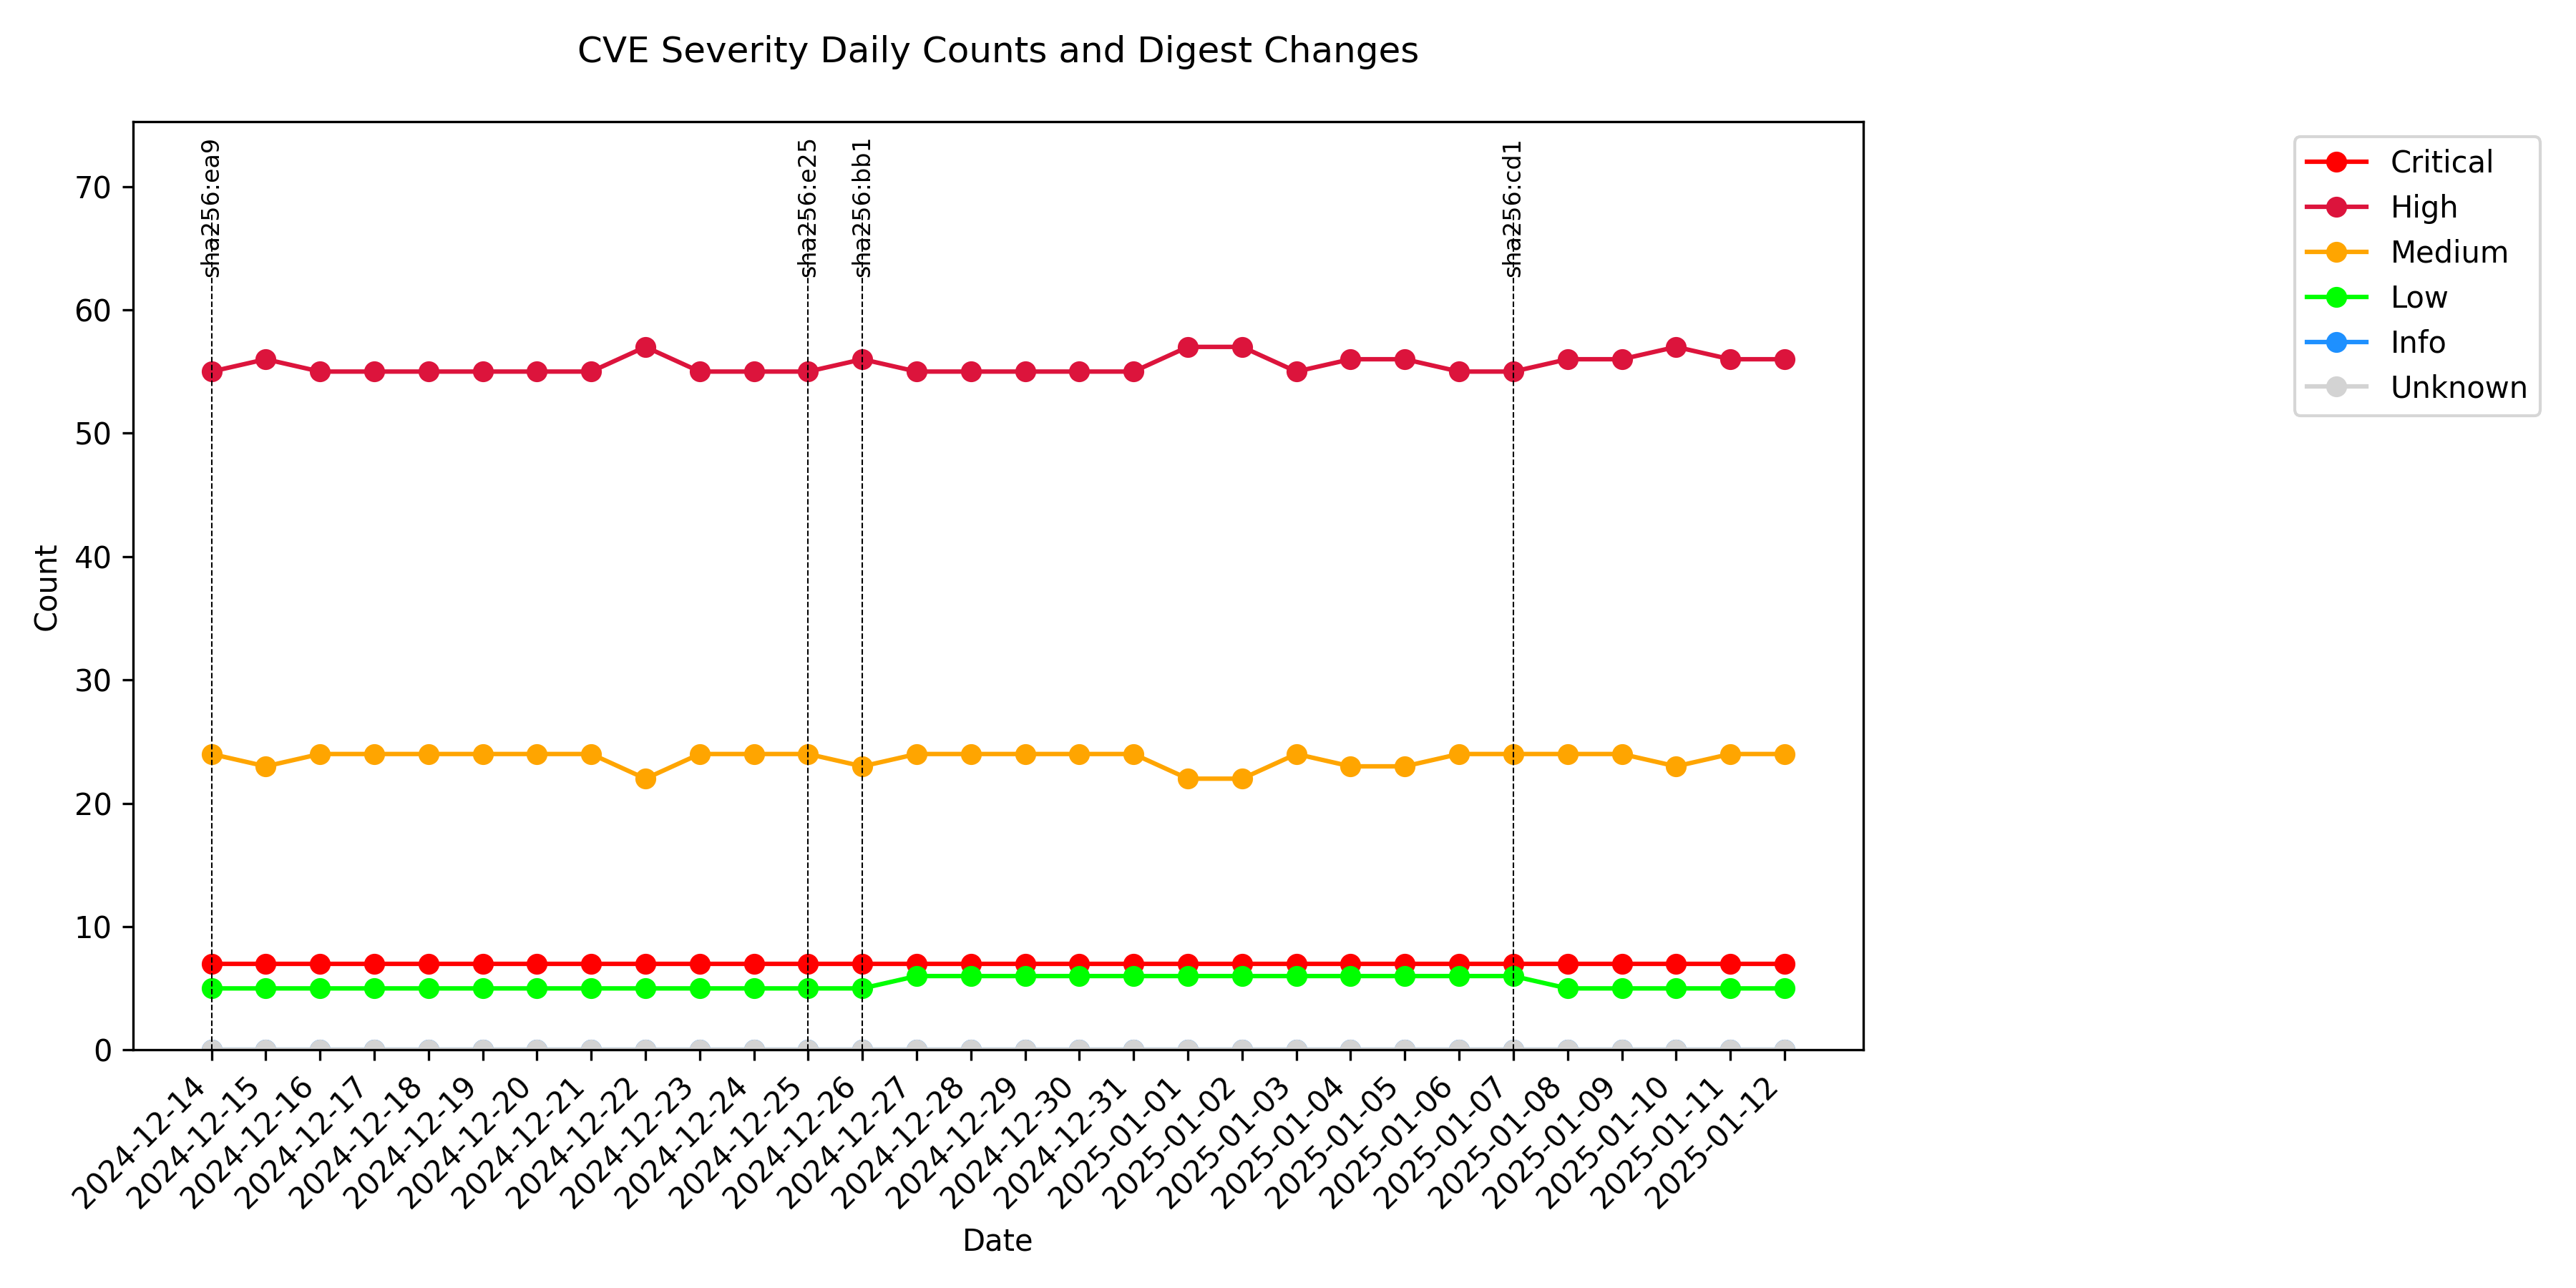 CVE Severity Daily Counts and Digest Changes
sha256:ea9
sha256:e25
sha256:bb1
sha256:cd1
Critical
High
Medium
Low
Info
Unknown
70
60
50
40
30
20
10
0
Count
2024-12-14
2024-12-15
2024-12-16
2024-12-17
2024-12-18
2024-12-19
2024-12-20
2024-12-21
2024-12-22
2024-12-23
2024-12-24
2024-12-25
2024-12-26
2024-12-27
2024-12-28
2024-12-29
2024-12-30
2024-12-31
2025-01-01
2025-01-02
2025-01-03
2025-01-04
2025-01-05
2025-01-06
2025-01-07
2025-01-08
2025-01-09
2025-01-10
2025-01-11
2025-01-12
Date